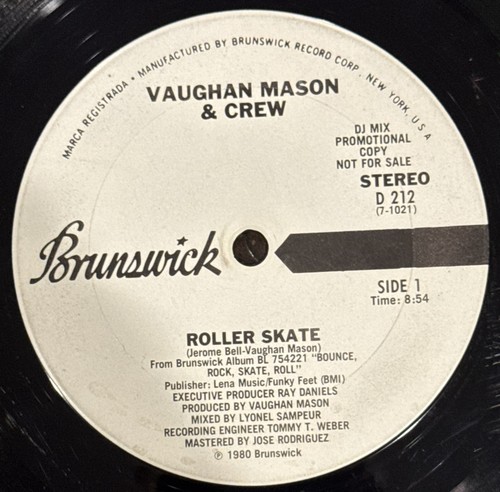 MARCA REGISTRADA • MANUFACTURED BY BRUNSWICK RECORD CORP., NEW YORK, U S A
VAUGHAN MASON
& CREW
DJ MIX
PROMOTIONAL
COPY
NOT FOR SALE
STEREO
D 212
(7-1021)
Brunswick
SIDE 1
Time: 8:54
ROLLER SKATE
(Jerome Bell-Vaughan Mason)
From Brunswick Album BL 754221 "BOUNCE,
ROCK, SKATE, ROLL"
Publisher: Lena Music/Funky Feet (BMI)
EXECUTIVE PRODUCER RAY DANIELS
PRODUCED BY VAUGHAN MASON
MIXED BY LYONEL SAMPEUR
RECORDING ENGINEER TOMMY T. WEBER
MASTERED BY JOSE RODRIGUEZ
℗ 1980 Brunswick